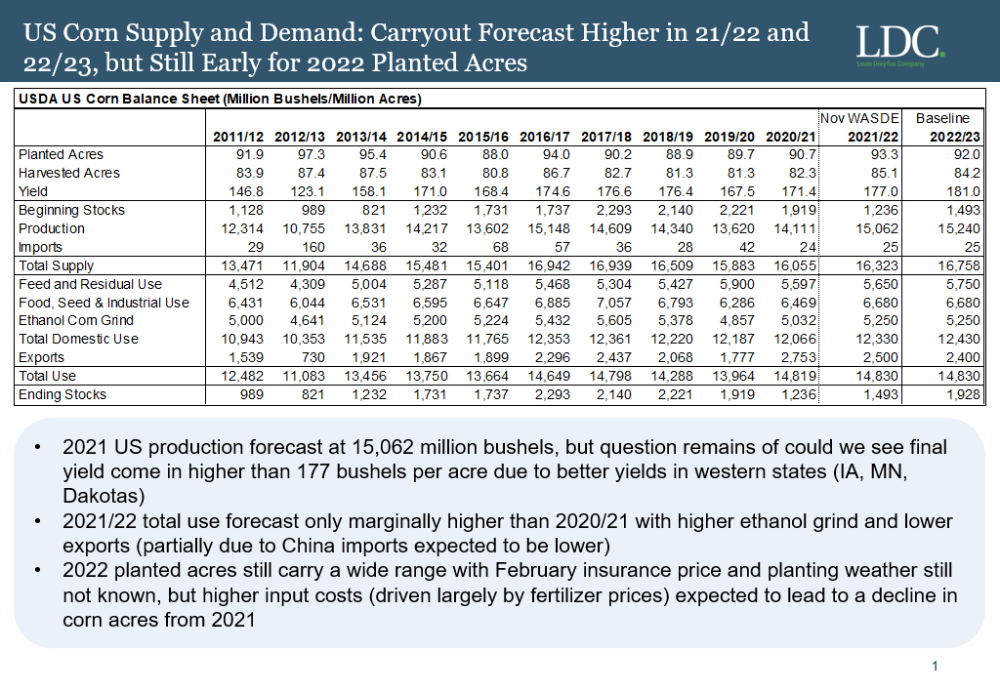 US Corn Supply and Demand: Carryout Forecast Higher in 21/22 and
22/23, but Still Early for 2022 Planted Acres
LDC.
Louis Dreyfus Company
USDA US Corn Balance Sheet (Million Bushels/Million Acres)
Nov WASDE Baseline
2011/12 2012/13 2013/14 2014/15 2015/16 2016/17 2017/18 2018/19 2019/20 2020/21 2021/22 2022/23
Planted Acres 91.9 97.3 95.4 90.6 88.0 94.0 90.2 88.9 89.7 90.7 93.3 92.0
Harvested Acres 83.9 87.4 87.5 83.1 80.8 86.7 82.7 81.3 81.3 82.3 85.1 84.2
Yield 146.8 123.1 158.1 171.0 168.4 174.6 176.6 176.4 167.5 171.4 177.0 181.0
Beginning Stocks 1,128 989 821 1,232 1,731 1,737 2,293 2,140 2,221 1,919 1,236 1,493
Production 12,314 10,755 13,831 14,217 13,602 15,148 14,609 14,340 13,620 14,111 15,062 15,240
Imports 29 160 36 32 68 57 36 28 42 24 25 25
Total Supply 13,471 11,904 14,688 15,481 15,401 16,942 16,939 16,509 15,883 16,055 16,323 16,758
Feed and Residual Use 4,512 4,309 5,004 5,287 5,118 5,468 5,304 5,427 5,900 5,597 5,650 5,750
Food, Seed & Industrial Use 6,431 6,044 6,531 6,595 6,647 6,885 7,057 6,793 6,286 6,469 6,680 6,680
Ethanol Corn Grind 5,000 4,641 5,124 5,200 5,224 5,432 5,605 5,378 4,857 5,032 5,250 5,250
Total Domestic Use 10,943 10,353 11,535 11,883 11,765 12,353 12,361 12,220 12,187 12,066 12,330 12,430
Exports 1,539 730 1,921 1,867 1,899 2,296 2,437 2,068 1,777 2,753 2,500 2,400
Total Use 12,482 11,083 13,456 13,750 13,664 14,649 14,798 14,288 13,964 14,819 14,830 14,830
Ending Stocks 989 821 1,232 1,731 1,737 2,293 2,140 2,221 1,919 1,236 1,493 1,928
• 2021 US production forecast at 15,062 million bushels, but question remains of could we see final
yield come in higher than 177 bushels per acre due to better yields in western states (IA, MN,
Dakotas)
• 2021/22 total use forecast only marginally higher than 2020/21 with higher ethanol grind and lower
exports (partially due to China imports expected to be lower)
• 2022 planted acres still carry a wide range with February insurance price and planting weather still
not known, but higher input costs (driven largely by fertilizer prices) expected to lead to a decline in
corn acres from 2021
1